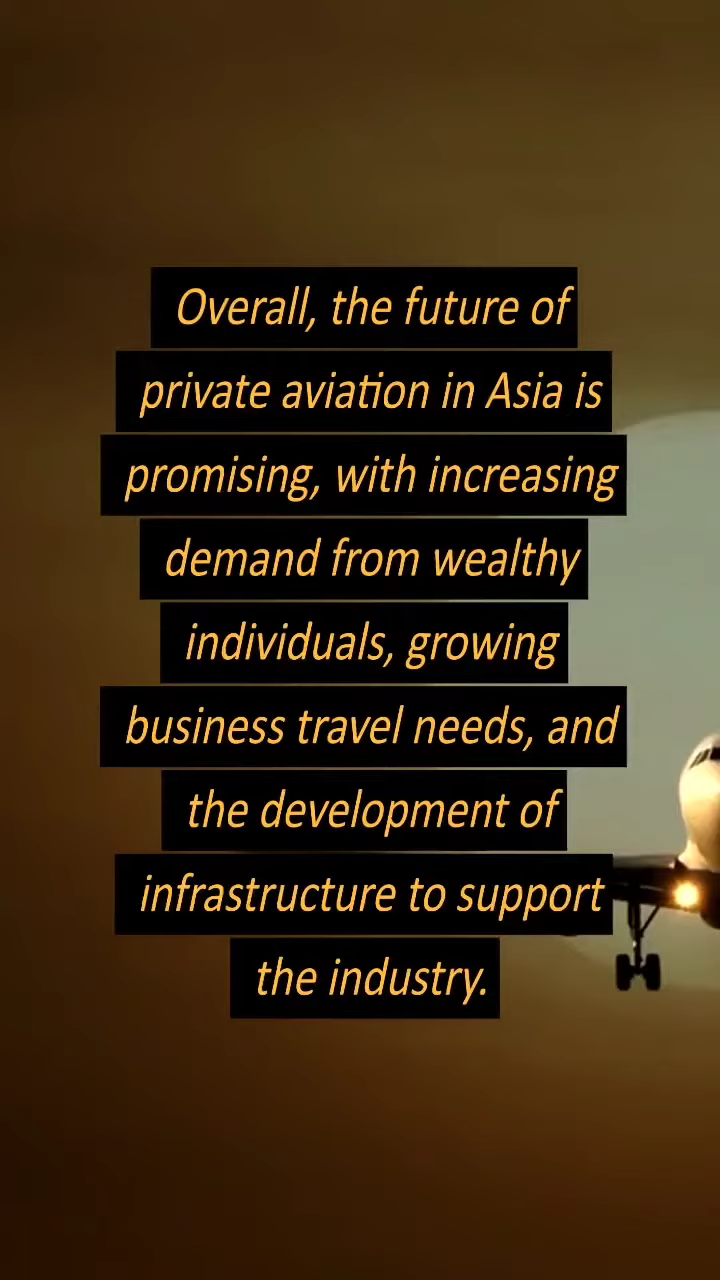 Overall, the future of
private aviation in Asia is
promising, with increasing
demand from wealthy
individuals, growing
business travel needs, and
the development of
infrastructure to support
the industry.